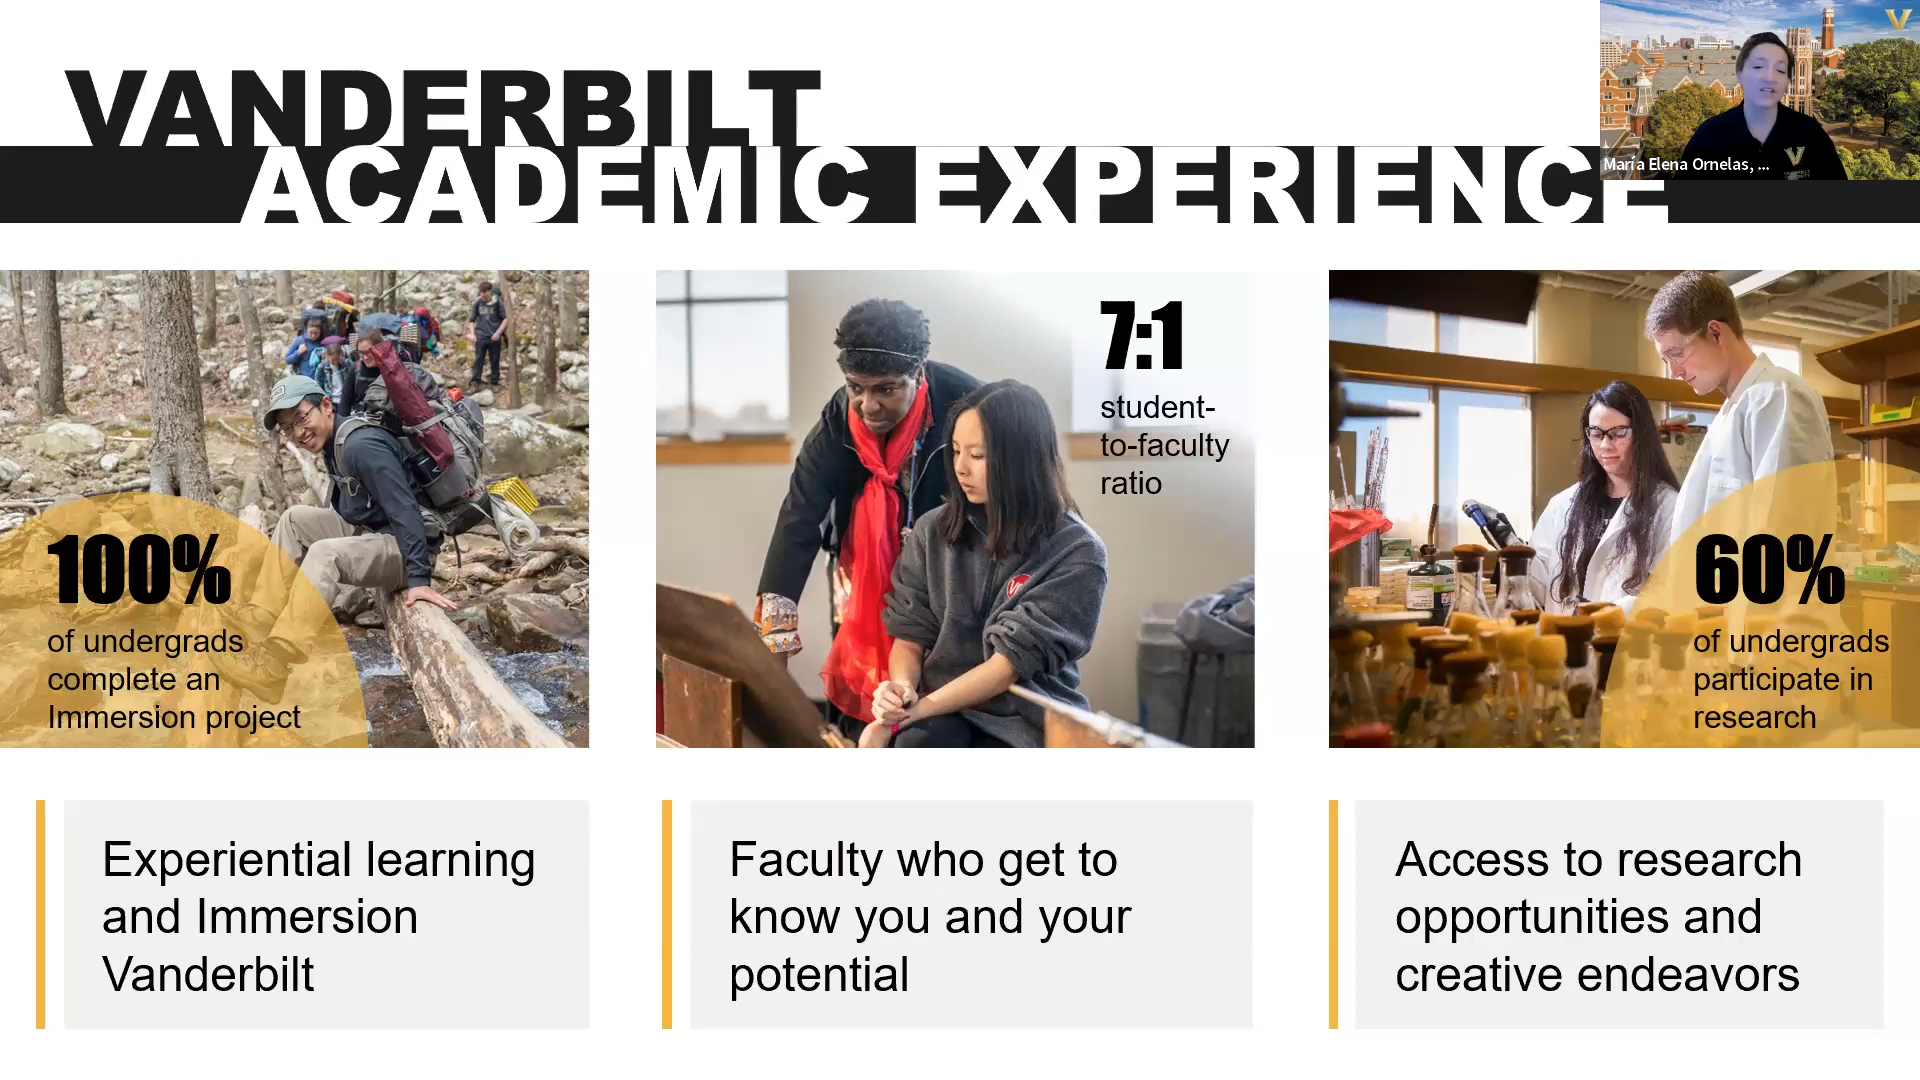 VANDERBILT
ACADEMIC EXPERIENCE
María Elena Ornelas, ...
100%
of undergrads
complete an
Immersion project
7:1
student-
to-faculty
ratio
60%
of undergrads
participate in
research
Experiential learning
and Immersion
Vanderbilt
Faculty who get to
know you and your
potential
Access to research
opportunities and
creative endeavors